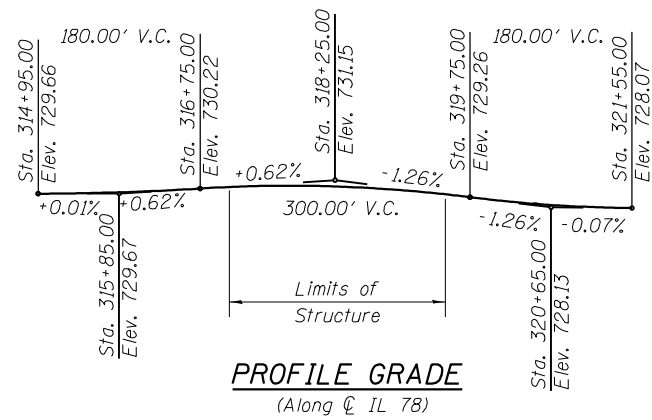 180.00' V.C.
180.00' V.C.
Sta. 314+95.00
Elev. 729.66
Sta. 316+75.00
Elev. 730.22
Sta. 318+25.00
Elev. 731.15
Sta. 319+75.00
Elev. 729.26
Sta. 321+55.00
Elev. 728.07
+0.62%
-1.26%
+0.01%
+0.62%
300.00' V.C.
-1.26%
-0.07%
Sta. 315+85.00
Elev. 729.67
Limits of
Structure
Sta. 320+65.00
Elev. 728.13
PROFILE GRADE
(Along ℄ IL 78)